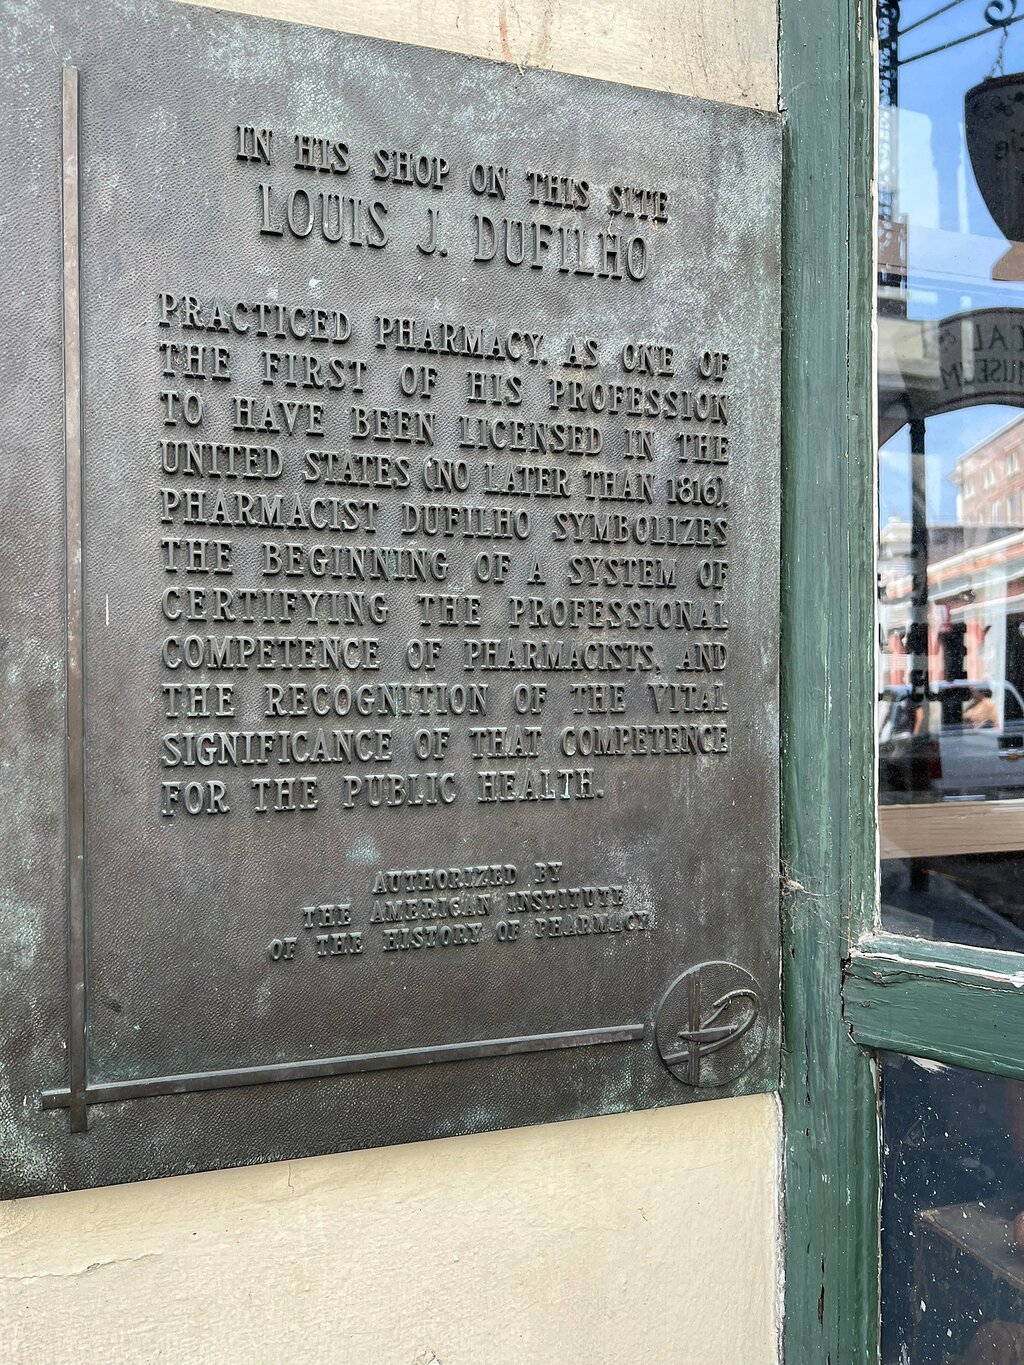 IN HIS SHOP ON THIS SITE
LOUIS J. DUFILHO
PRACTICED PHARMACY. AS ONE OF
THE FIRST OF HIS PROFESSION
TO HAVE BEEN LICENSED IN THE
UNITED STATES (NO LATER THAN 1816),
PHARMACIST DUFILHO SYMBOLIZES
THE BEGINNING OF A SYSTEM OF
CERTIFYING THE PROFESSIONAL
COMPETENCE OF PHARMACISTS, AND
THE RECOGNITION OF THE VITAL
SIGNIFICANCE OF THAT COMPETENCE
FOR THE PUBLIC HEALTH.
AUTHORIZED BY
THE AMERICAN INSTITUTE
OF THE HISTORY OF PHARMACY
MUSEUM